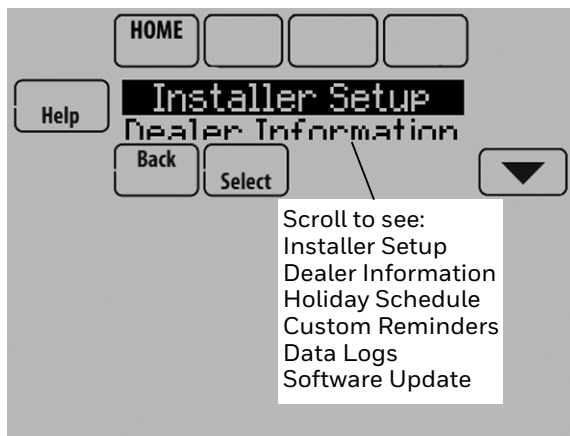 HOME
Help
Installer Setup
Dealer Information
Back
Select
Scroll to see:
Installer Setup
Dealer Information
Holiday Schedule
Custom Reminders
Data Logs
Software Update